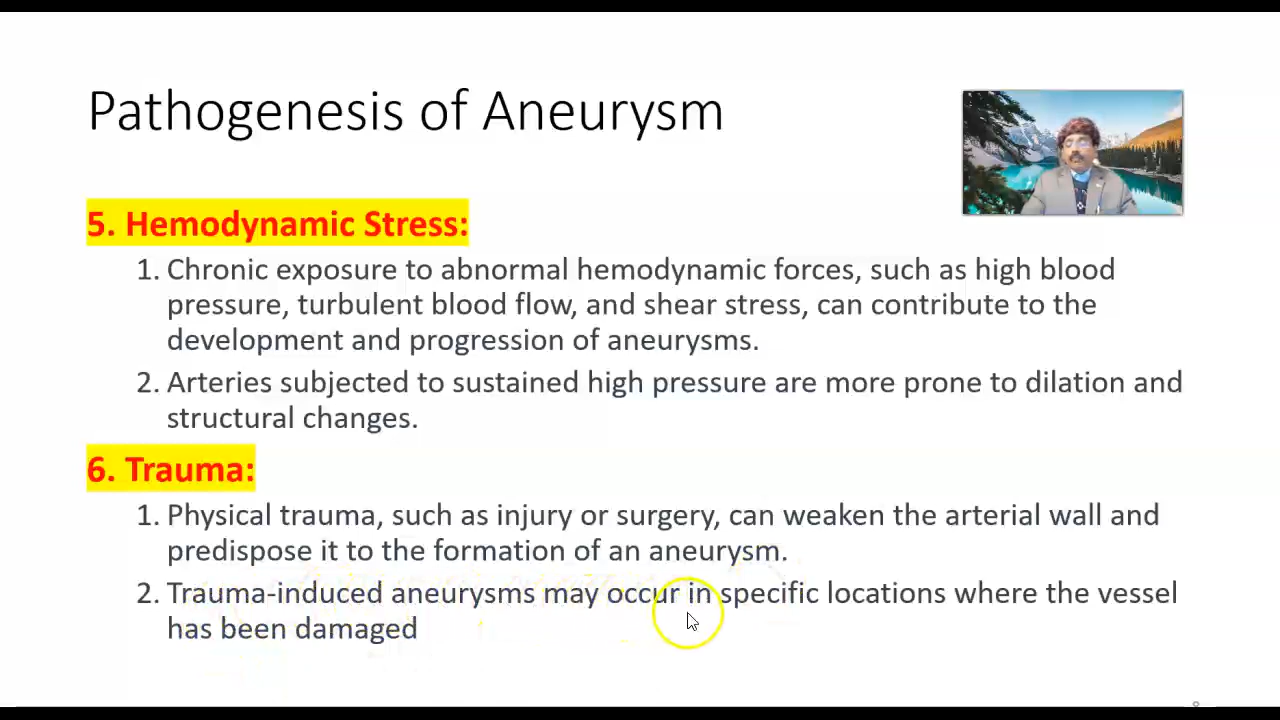 Pathogenesis of Aneurysm
5. Hemodynamic Stress:
1. Chronic exposure to abnormal hemodynamic forces, such as high blood
pressure, turbulent blood flow, and shear stress, can contribute to the
development and progression of aneurysms.
2. Arteries subjected to sustained high pressure are more prone to dilation and
structural changes.
6. Trauma:
1. Physical trauma, such as injury or surgery, can weaken the arterial wall and
predispose it to the formation of an aneurysm.
2. Trauma-induced aneurysms may occur in specific locations where the vessel
has been damaged